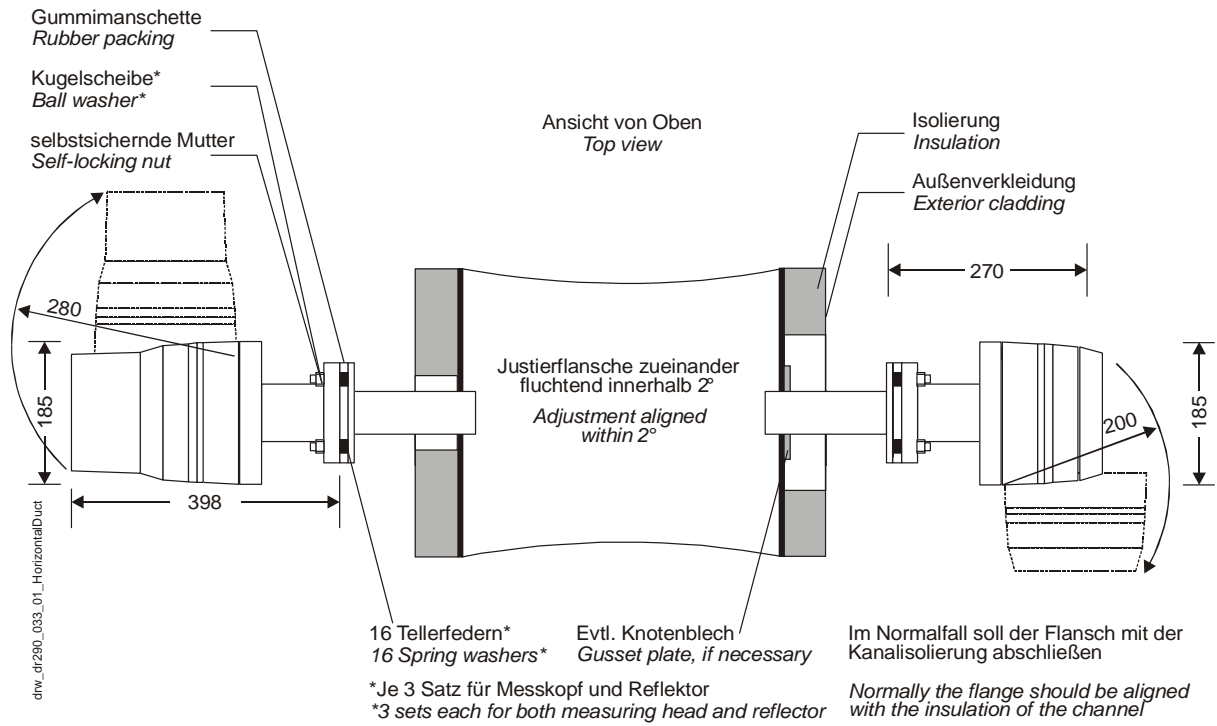 Gummimanschette
Rubber packing
Kugelscheibe*
Ball washer*
selbstsichernde Mutter
Self-locking nut
Ansicht von Oben
Top view
Isolierung
Insulation
Außenverkleidung
Exterior cladding
270
280
185
398
Justierflansche zueinander
fluchtend innerhalb 2°
Adjustment aligned
within 2°
200
185
drw_dr290_033_01_HorizontalDuct
16 Tellerfedern*
16 Spring washers*
Evtl. Knotenblech
Gusset plate, if necessary
*Je 3 Satz für Messkopf und Reflektor
*3 sets each for both measuring head and reflector
Im Normalfall soll der Flansch mit der
Kanalisolierung abschließen
Normally the flange should be aligned
with the insulation of the channel